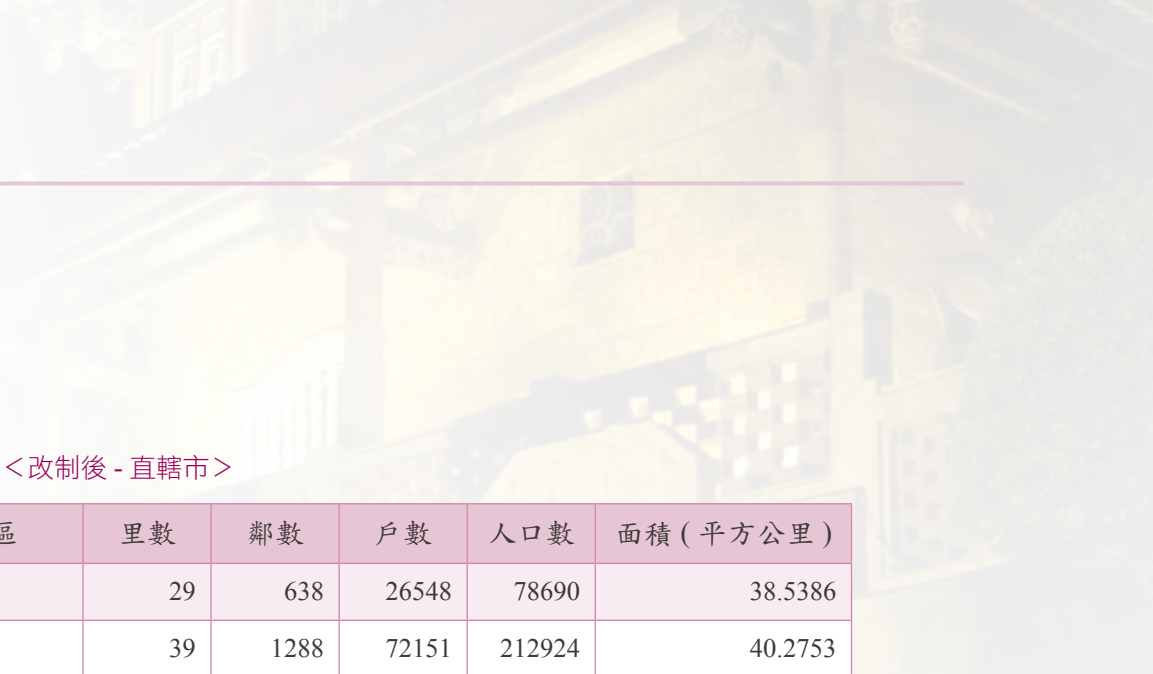 ＜改制後 - 直轄市＞
區 里數 鄰數 戶數 人口數 面積 ( 平方公里 )
29 638 26548 78690 38.5386
39 1288 72151 212924 40.2753